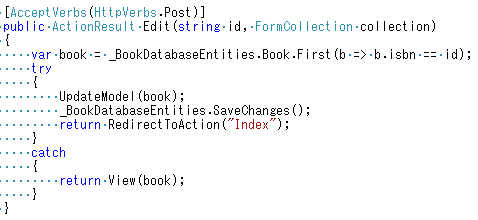 [AcceptVerbs(HttpVerbs.Post)]
public ActionResult Edit(string id, FormCollection collection)
{
    var book = _BookDatabaseEntities.Book.First(b => b.isbn == id);
    try
    {
        UpdateModel(book);
        _BookDatabaseEntities.SaveChanges();
        return RedirectToAction("Index");
    }
    catch
    {
        return View(book);
    }
}